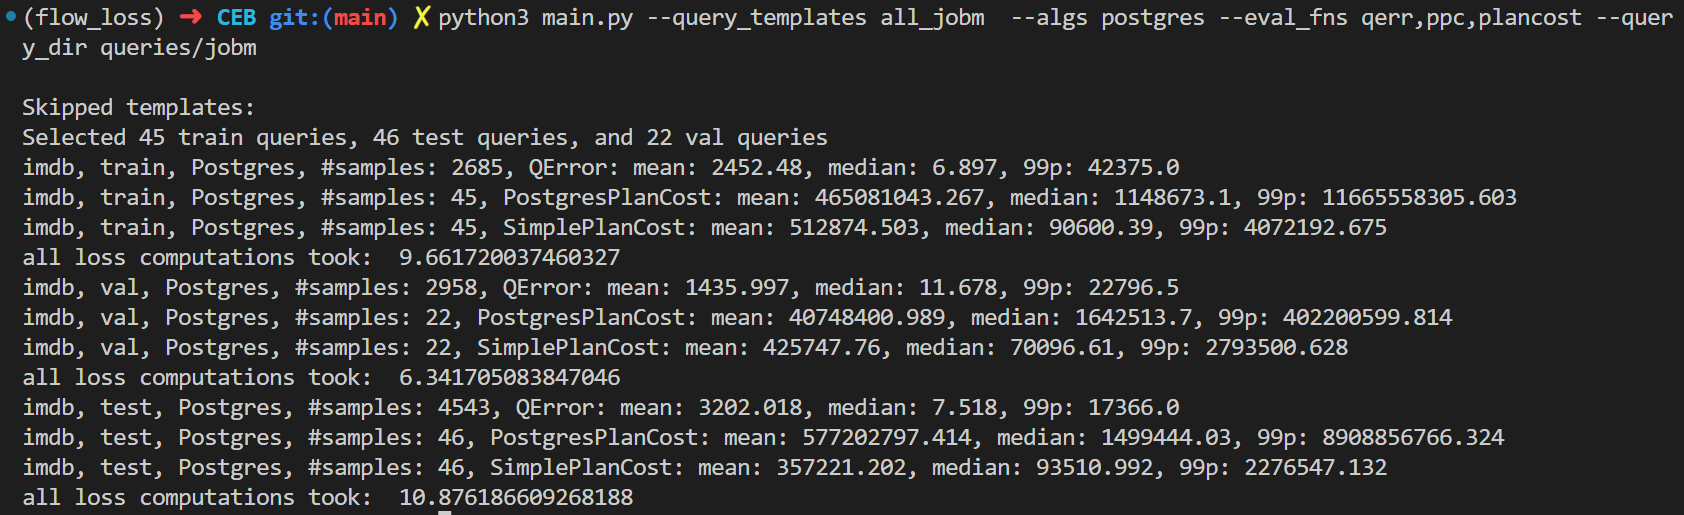 (flow_loss) ➜ CEB git:(main) ✗ python3 main.py --query_templates all_jobm  --algs postgres --eval_fns qerr,ppc,plancost --quer
y_dir queries/jobm
Skipped templates:
Selected 45 train queries, 46 test queries, and 22 val queries
imdb, train, Postgres, #samples: 2685, QError: mean: 2452.48, median: 6.897, 99p: 42375.0
imdb, train, Postgres, #samples: 45, PostgresPlanCost: mean: 465081043.267, median: 1148673.1, 99p: 11665558305.603
imdb, train, Postgres, #samples: 45, SimplePlanCost: mean: 512874.503, median: 90600.39, 99p: 4072192.675
all loss computations took:  9.661720037460327
imdb, val, Postgres, #samples: 2958, QError: mean: 1435.997, median: 11.678, 99p: 22796.5
imdb, val, Postgres, #samples: 22, PostgresPlanCost: mean: 40748400.989, median: 1642513.7, 99p: 402200599.814
imdb, val, Postgres, #samples: 22, SimplePlanCost: mean: 425747.76, median: 70096.61, 99p: 2793500.628
all loss computations took:  6.341705083847046
imdb, test, Postgres, #samples: 4543, QError: mean: 3202.018, median: 7.518, 99p: 17366.0
imdb, test, Postgres, #samples: 46, PostgresPlanCost: mean: 577202797.414, median: 1499444.03, 99p: 8908856766.324
imdb, test, Postgres, #samples: 46, SimplePlanCost: mean: 357221.202, median: 93510.992, 99p: 2276547.132
all loss computations took:  10.876186609268188